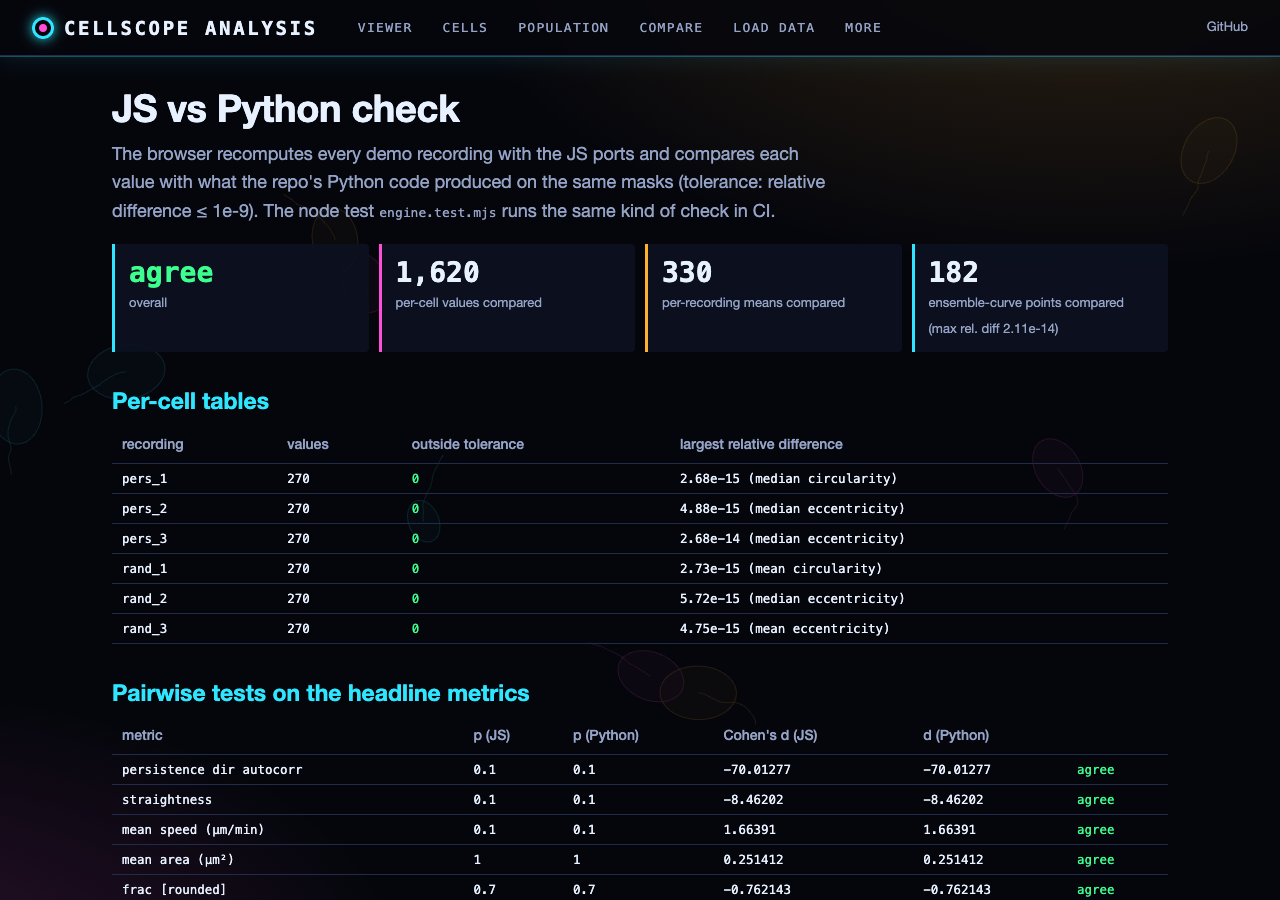 CELLSCOPE ANALYSIS VIEWER CELLS POPULATION COMPARE LOAD DATA MORE GitHub
JS vs Python check
The browser recomputes every demo recording with the JS ports and compares each
value with what the repo's Python code produced on the same masks (tolerance: relative
difference ≤ 1e-9). The node test engine.test.mjs runs the same kind of check in CI.
agree
overall
1,620
per-cell values compared
330
per-recording means compared
182
ensemble-curve points compared
(max rel. diff 2.11e-14)
Per-cell tables
recording values outside tolerance largest relative difference
pers_1 270 0 2.68e-15 (median circularity)
pers_2 270 0 4.88e-15 (median eccentricity)
pers_3 270 0 2.68e-14 (median eccentricity)
rand_1 270 0 2.73e-15 (mean circularity)
rand_2 270 0 5.72e-15 (median eccentricity)
rand_3 270 0 4.75e-15 (mean eccentricity)
Pairwise tests on the headline metrics
metric p (JS) p (Python) Cohen's d (JS) d (Python)
persistence dir autocorr 0.1 0.1 −70.01277 −70.01277 agree
straightness 0.1 0.1 −8.46202 −8.46202 agree
mean speed (µm/min) 0.1 0.1 1.66391 1.66391 agree
mean area (µm²) 1 1 0.251412 0.251412 agree
frac [rounded] 0.7 0.7 −0.762143 −0.762143 agree